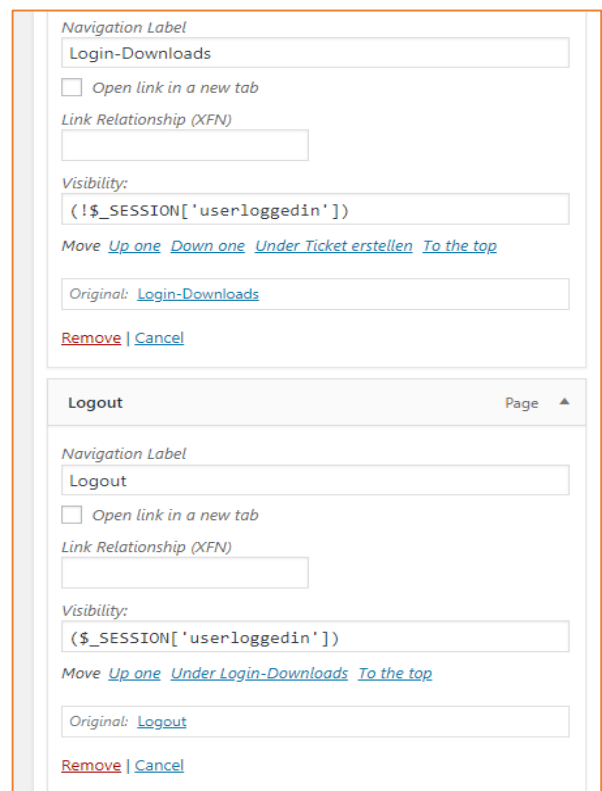 Navigation Label
Login-Downloads
Open link in a new tab
Link Relationship (XFN)
Visibility:
(!$_SESSION['userloggedin'])
Move Up one Down one Under Ticket erstellen To the top
Original: Login-Downloads
Remove | Cancel
Logout Page
Navigation Label
Logout
Open link in a new tab
Link Relationship (XFN)
Visibility:
($_SESSION['userloggedin'])
Move Up one Under Login-Downloads To the top
Original: Logout
Remove | Cancel